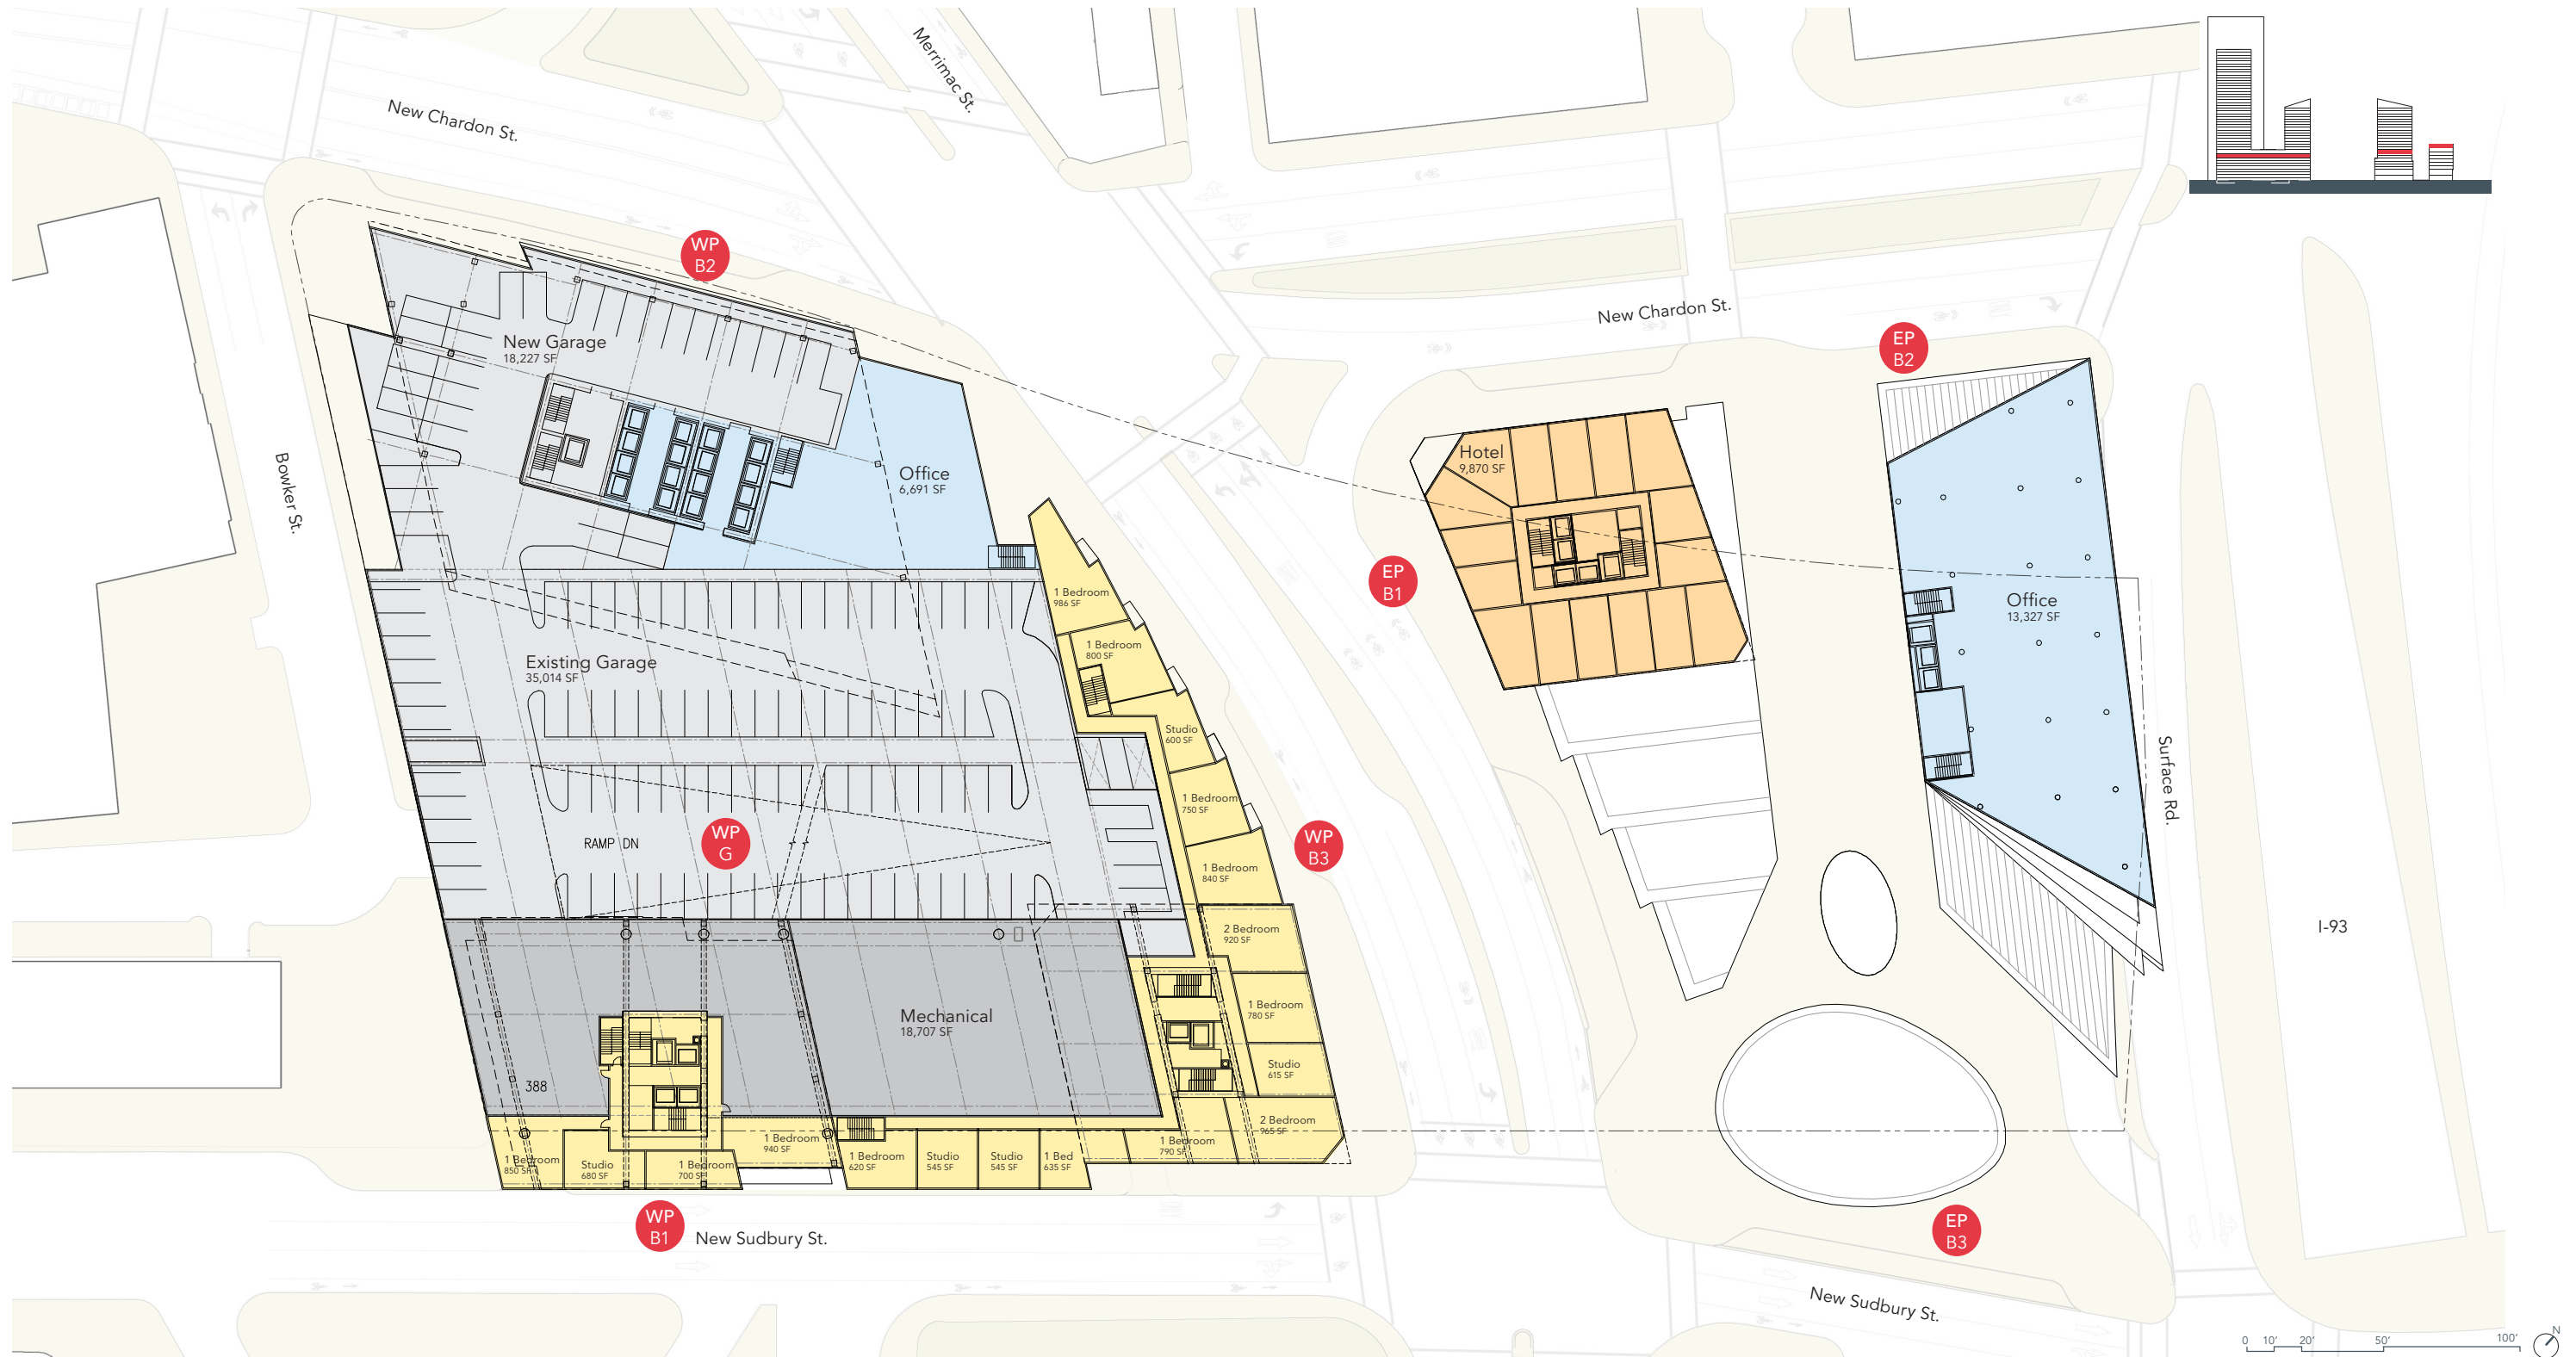 New Chardon St.
Merrimac St.
WP
B2
New Garage
18,227 SF
Office
6,691 SF
Bowker St.
1 Bedroom
986 SF
1 Bedroom
800 SF
Existing Garage
35,014 SF
Studio
600 SF
1 Bedroom
750 SF
RAMP DN
WP
G
WP
B3
1 Bedroom
840 SF
2 Bedroom
920 SF
1 Bedroom
780 SF
Mechanical
18,707 SF
Studio
615 SF
388
2 Bedroom
965 SF
1 Bedroom
850 SF
Studio
680 SF
1 Bedroom
700 SF
1 Bedroom
940 SF
1 Bedroom
620 SF
Studio
545 SF
Studio
545 SF
1 Bed
635 SF
1 Bedroom
790 SF
WP
B1
New Sudbury St.
New Chardon St.
EP
B2
Hotel
9,870 SF
EP
B1
Office
13,327 SF
Surface Rd.
I-93
EP
B3
New Sudbury St.
0 10' 20' 50' 100'
N